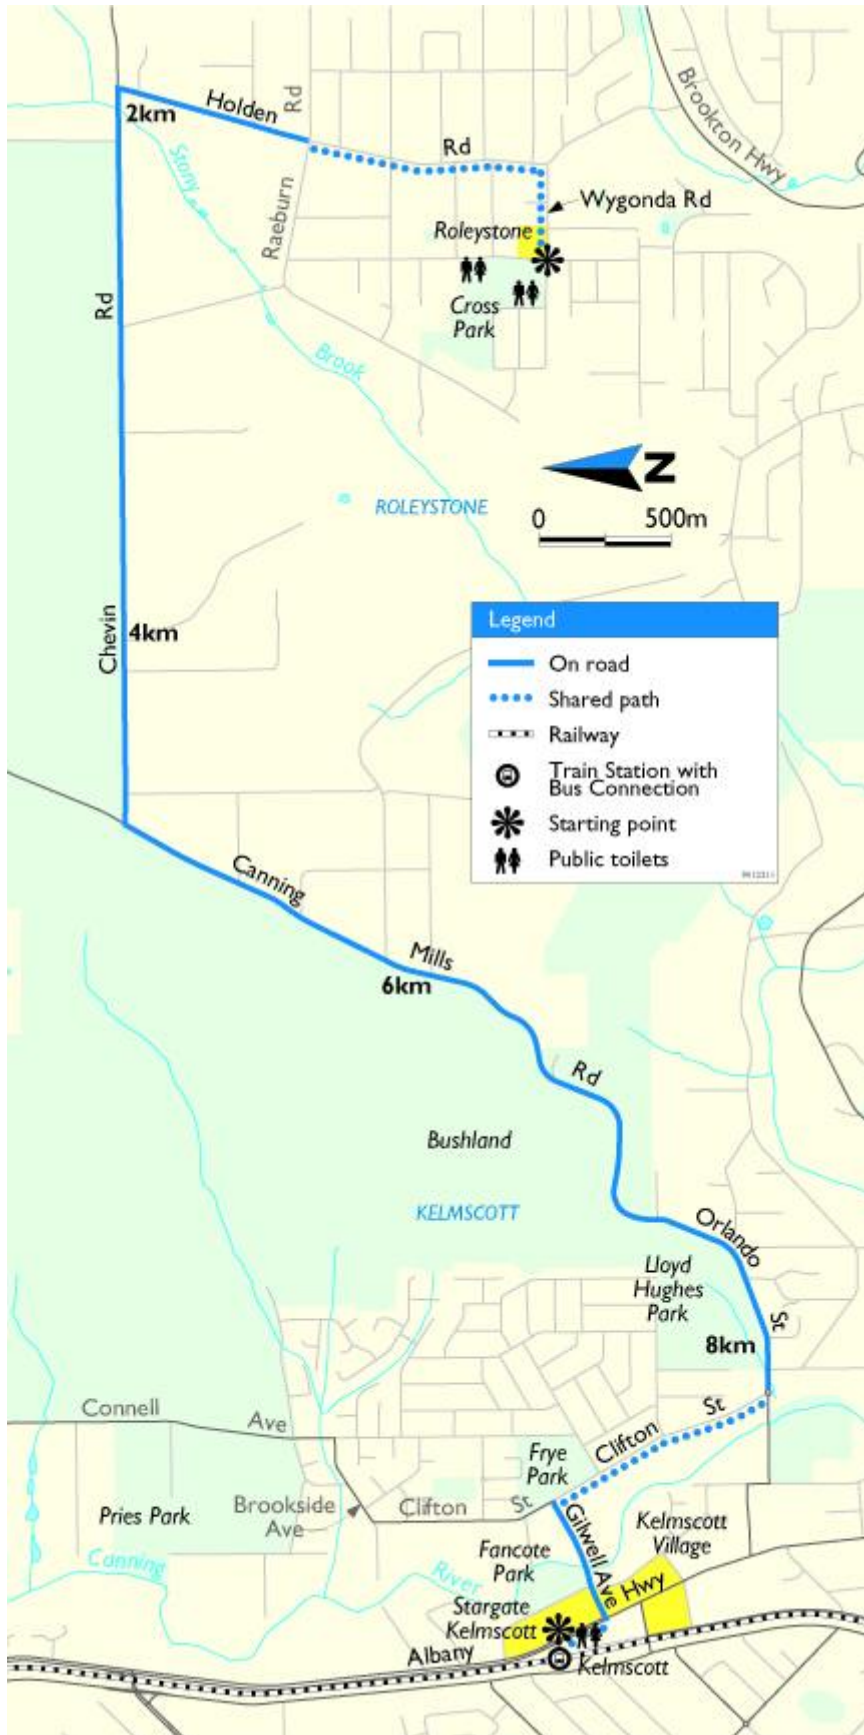 Holden
Rd
2km
Rd
Brookton Hwy
Stony
Raeburn
Wygonda Rd
Roleystone
Cross
Park
Rd
Brook
N
ROLEYSTONE
0 500m
Legend
On road
Shared path
Railway
Train Station with
Bus Connection
Starting point
Public toilets
Chevin
4km
Canning
Mills
6km
Rd
Bushland
KELMSCOTT
Orlando
Lloyd
Hughes
Park
St
8km
Connell
Ave
St
Clifton
Frye
Park
Pries Park
Brookside
Ave
Clifton
St
Gilwell Ave
Kelmscott
Village
Canning
River
Fancote
Park
Hwy
Stargate
Kelmscott
Albany
Kelmscott